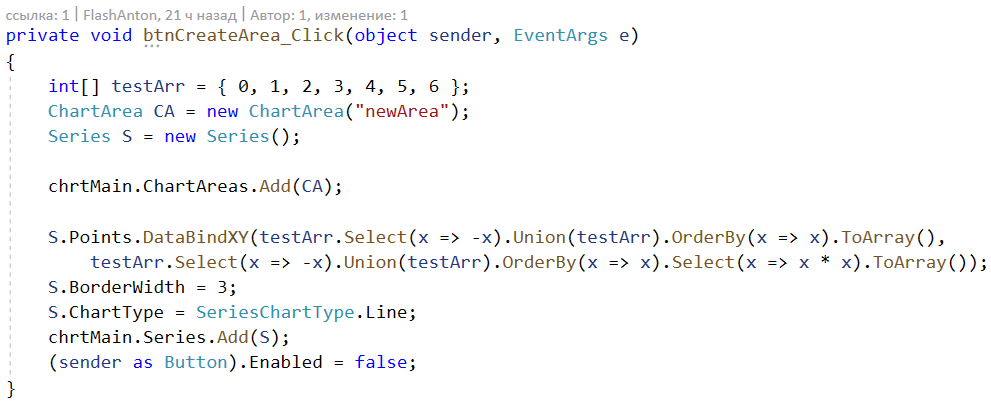 ссылка: 1 | FlashAnton, 21 ч назад | Автор: 1, изменение: 1
private void btnCreateArea_Click(object sender, EventArgs e)
{
    int[] testArr = { 0, 1, 2, 3, 4, 5, 6 };
    ChartArea CA = new ChartArea("newArea");
    Series S = new Series();

    chrtMain.ChartAreas.Add(CA);

    S.Points.DataBindXY(testArr.Select(x => -x).Union(testArr).OrderBy(x => x).ToArray(),
        testArr.Select(x => -x).Union(testArr).OrderBy(x => x).Select(x => x * x).ToArray());
    S.BorderWidth = 3;
    S.ChartType = SeriesChartType.Line;
    chrtMain.Series.Add(S);
    (sender as Button).Enabled = false;
}